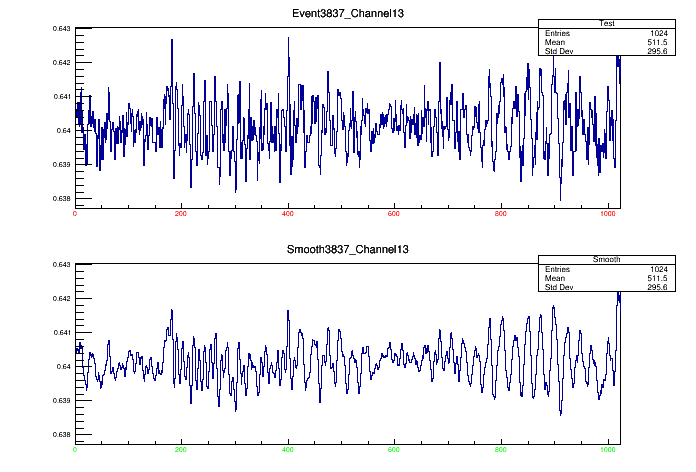 Event3837_Channel13
Test
Entries 1024
Mean 511.5
Std Dev 295.6
0.643
0.642
0.641
0.64
0.639
0.638
0 200 400 600 800 1000
Smooth3837_Channel13
Smooth
Entries 1024
Mean 511.5
Std Dev 295.6
0.643
0.642
0.641
0.64
0.639
0.638
0 200 400 600 800 1000